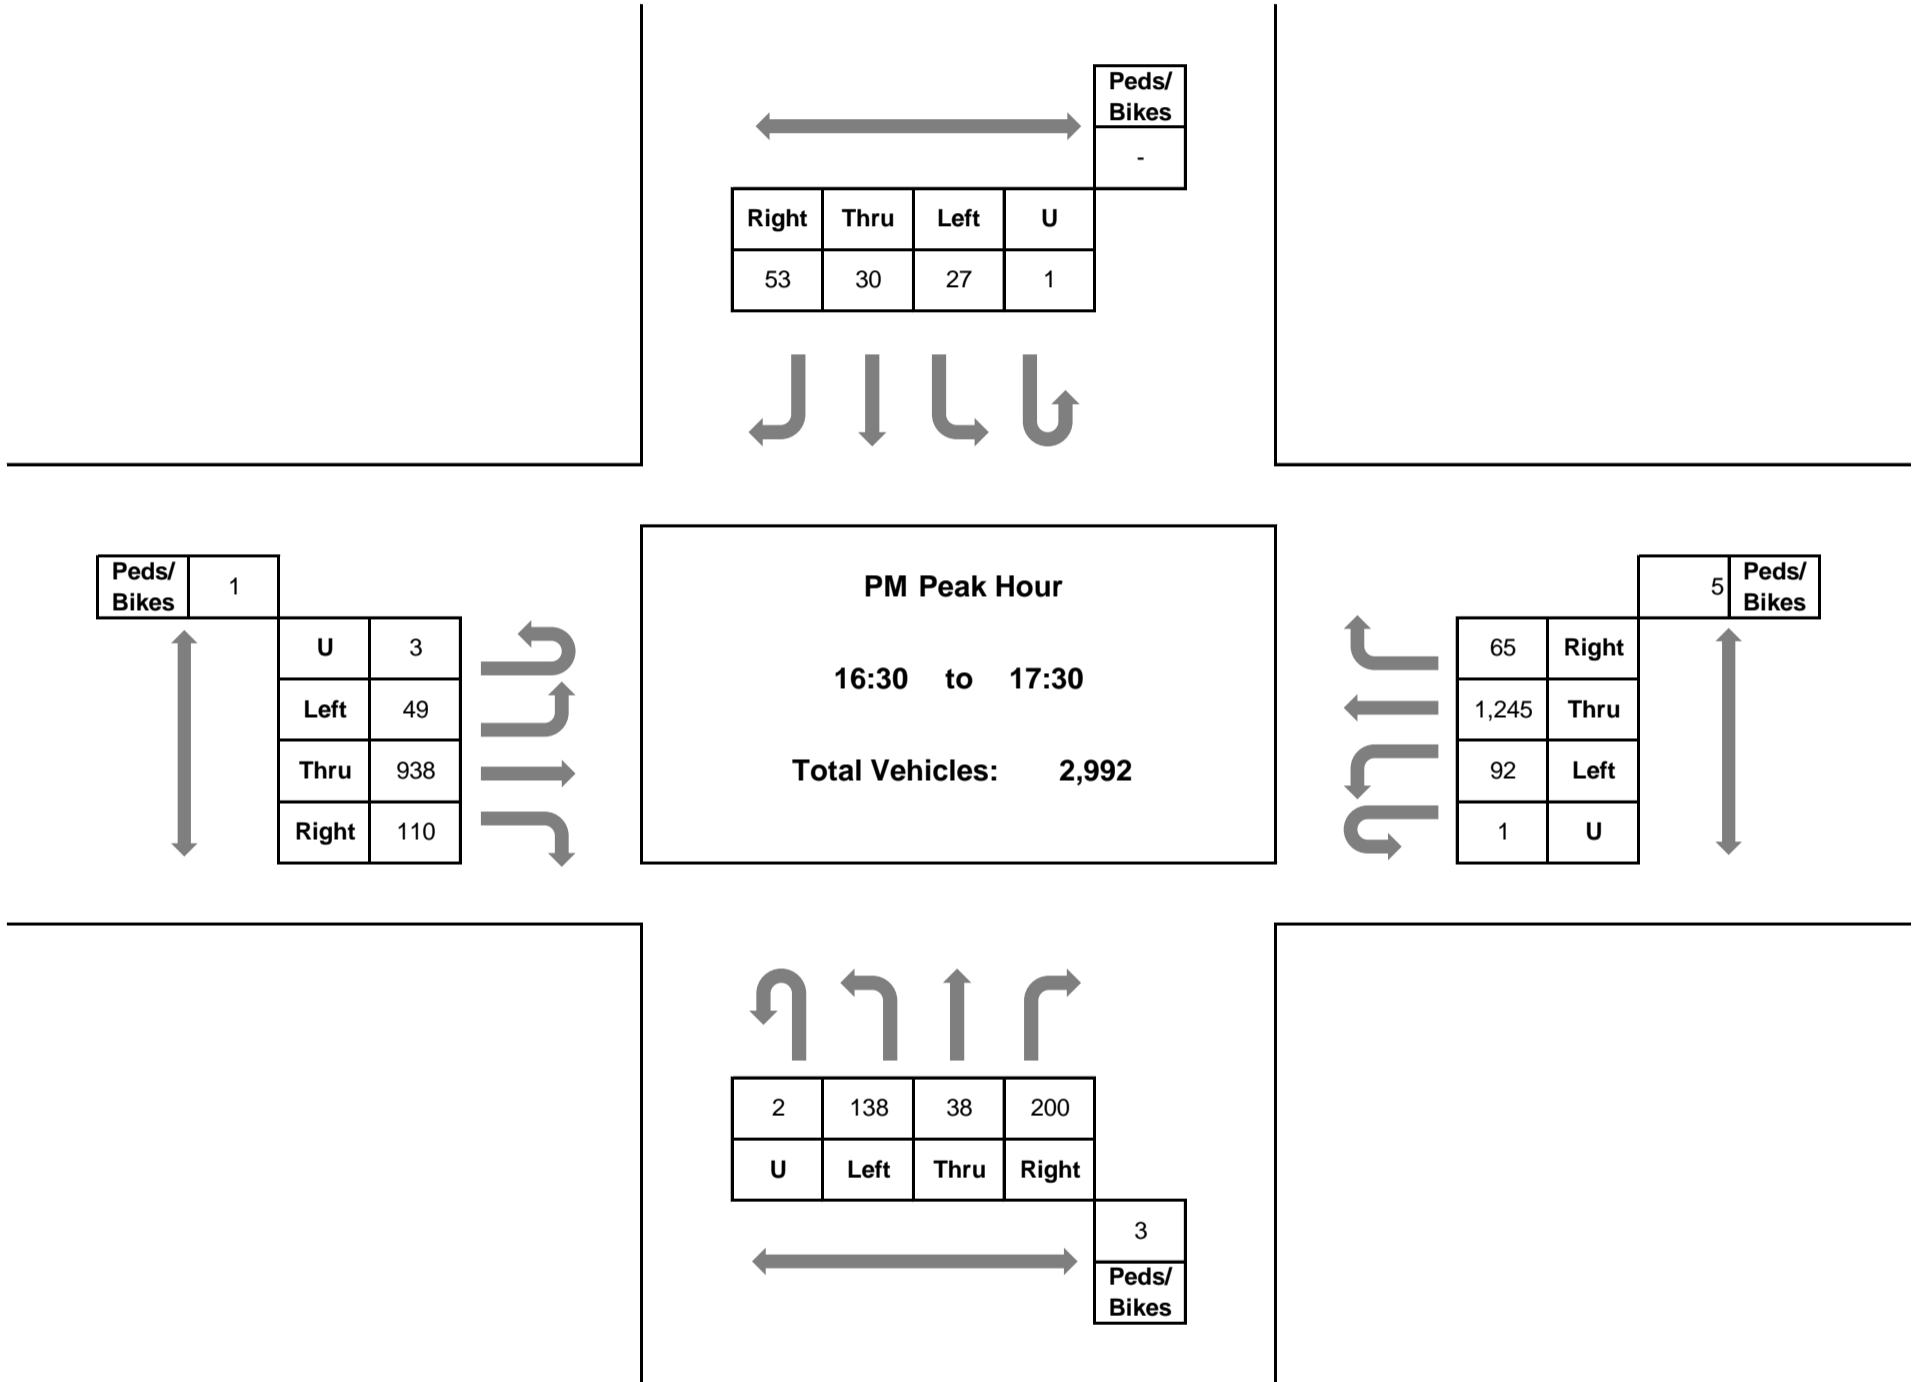 Peds/
Bikes
-
Right Thru Left U
53 30 27 1
Peds/
Bikes
1
U 3
Left 49
Thru 938
Right 110
PM Peak Hour
16:30 to 17:30
Total Vehicles: 2,992
5
Peds/
Bikes
65 Right
1,245 Thru
92 Left
1 U
2 138 38 200
U Left Thru Right
3
Peds/
Bikes